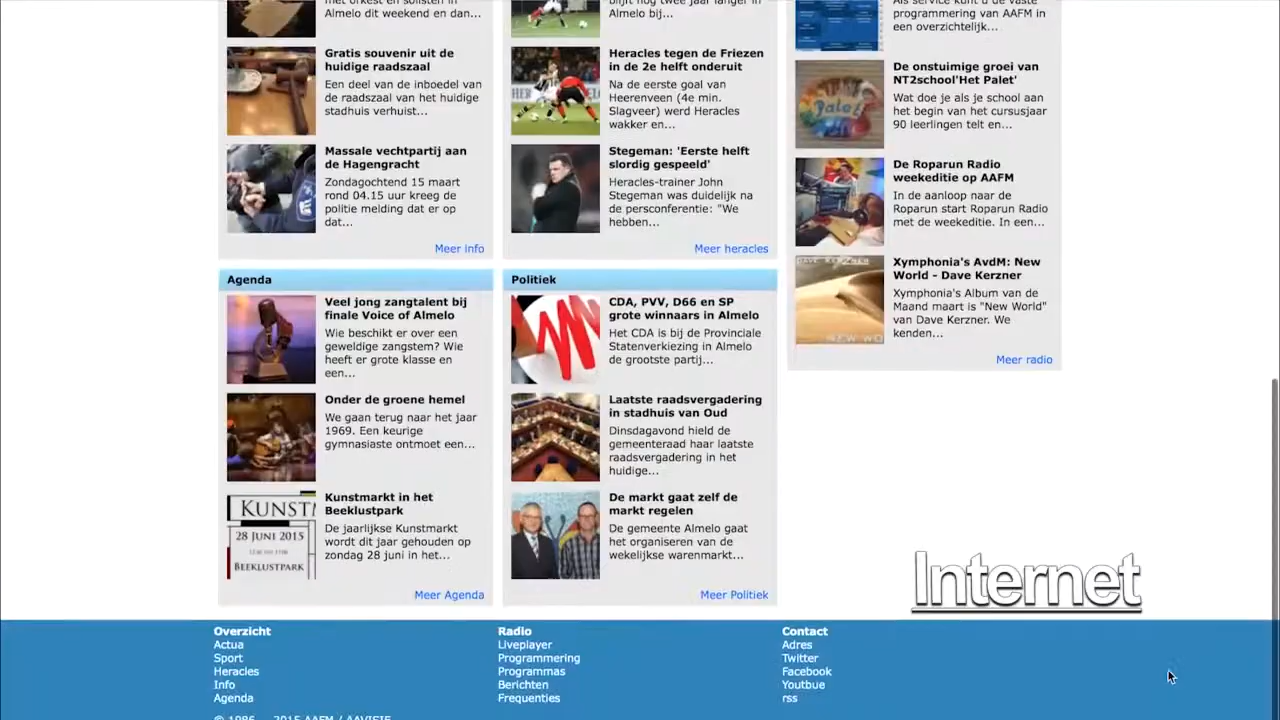 met orkest en solisten in
Almelo dit weekend en dan...
Gratis souvenir uit de
huidige raadszaal
Een deel van de inboedel van
de raadszaal van het huidige
stadhuis verhuist...
Massale vechtpartij aan
de Hagengracht
Zondagochtend 15 maart
rond 04.15 uur kreeg de
politie melding dat er op
dat...
Meer info
Agenda
Veel jong zangtalent bij
finale Voice of Almelo
Wie beschikt er over een
geweldige zangstem? Wie
heeft er grote klasse en
een...
Onder de groene hemel
We gaan terug naar het jaar
1969. Een keurige
gymnasiaste ontmoet een...
KUNSTM
28 JUNI 2015
BEEKLUSTPARK
Kunstmarkt in het
Beeklustpark
De jaarlijkse Kunstmarkt
wordt dit jaar gehouden op
zondag 28 juni in het...
Meer Agenda
blijft nog twee jaar langer in
Almelo bij...
Heracles tegen de Friezen
in de 2e helft onderuit
Na de eerste goal van
Heerenveen (4e min.
Slagveer) werd Heracles
wakker en...
Stegeman: 'Eerste helft
slordig gespeeld'
Heracles-trainer John
Stegeman was duidelijk na
de persconferentie: "We
hebben...
Meer heracles
Politiek
CDA, PVV, D66 en SP
grote winnaars in Almelo
Het CDA is bij de Provinciale
Statenverkiezing in Almelo
de grootste partij...
Laatste raadsvergadering
in stadhuis van Oud
Dinsdagavond hield de
gemeenteraad haar laatste
raadsvergadering in het
huidige...
De markt gaat zelf de
markt regelen
De gemeente Almelo gaat
het organiseren van de
wekelijkse warenmarkt...
Meer Politiek
Als service kunt u de vaste
programmering van AAFM in
een overzichtelijk...
Palet
De onstuimige groei van
NT2school'Het Palet'
Wat doe je als je school aan
het begin van het cursusjaar
90 leerlingen telt en...
De Roparun Radio
weekeditie op AAFM
In de aanloop naar de
Roparun start Roparun Radio
met de weekeditie. In een...
DAVE KERZNER
NEW WO
Xymphonia's AvdM: New
World - Dave Kerzner
Xymphonia's Album van de
Maand maart is "New World"
van Dave Kerzner. We
kenden...
Meer radio
Internet
Overzicht
Actua
Sport
Heracles
Info
Agenda
Radio
Liveplayer
Programmering
Programmas
Berichten
Frequenties
Contact
Adres
Twitter
Facebook
Youtbue
rss
© 1986 - 2015 AAFM / AAVISIE